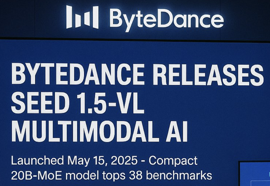 ByteDance
BYTEDANCE RELEASES
SEED 1.5-VL
MULTIMODAL AI
Launched May 15, 2025 - Compact
20B-MoE model tops 38 benchmarks